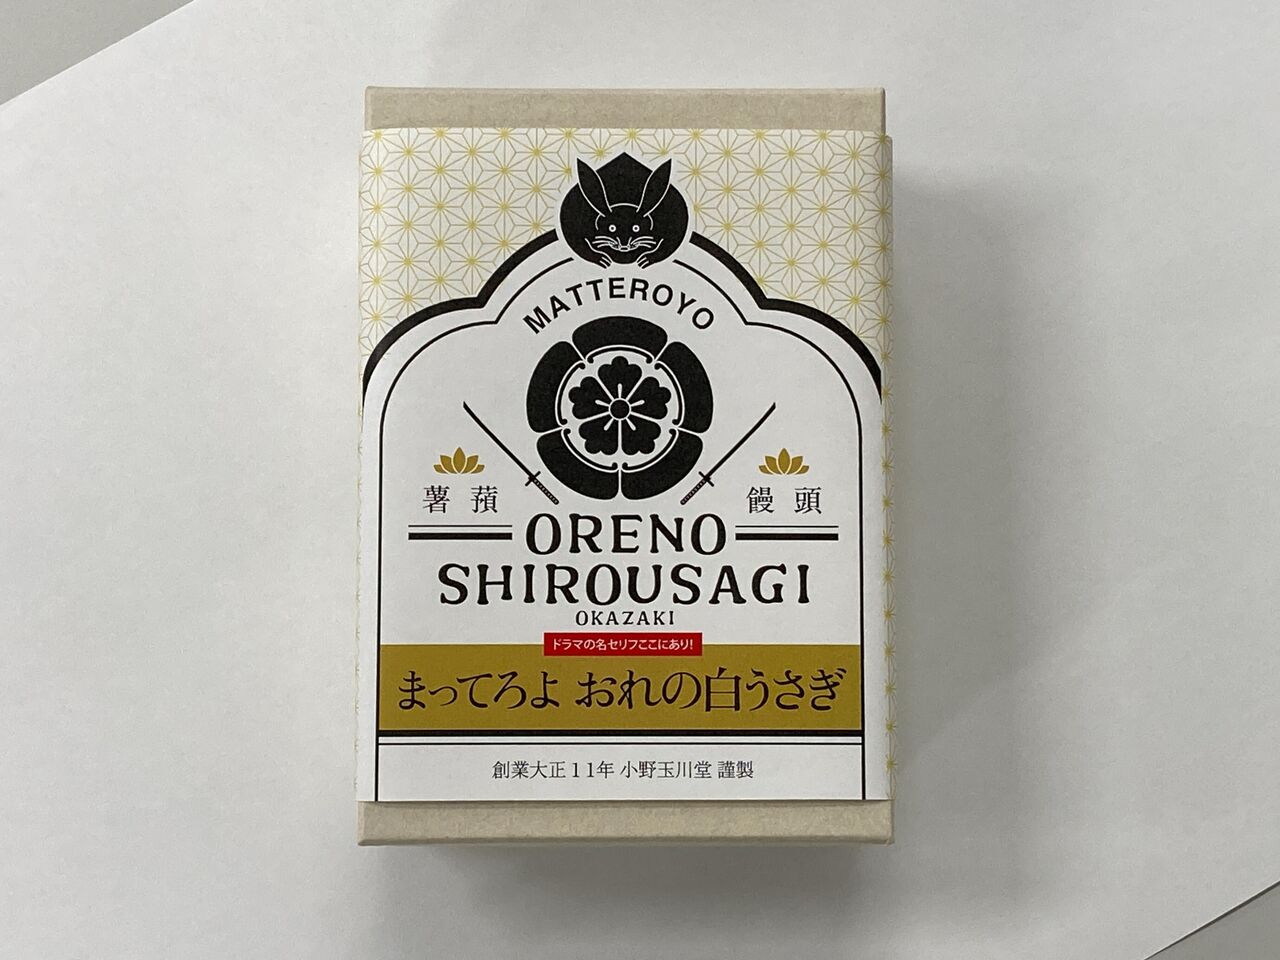 MATTEROYO
薯蕷 饅頭
ORENO
SHIROUSAGI
OKAZAKI
ドラマの名セリフここにあり!
まってろよ おれの白うさぎ
創業大正11年 小野玉川堂 謹製